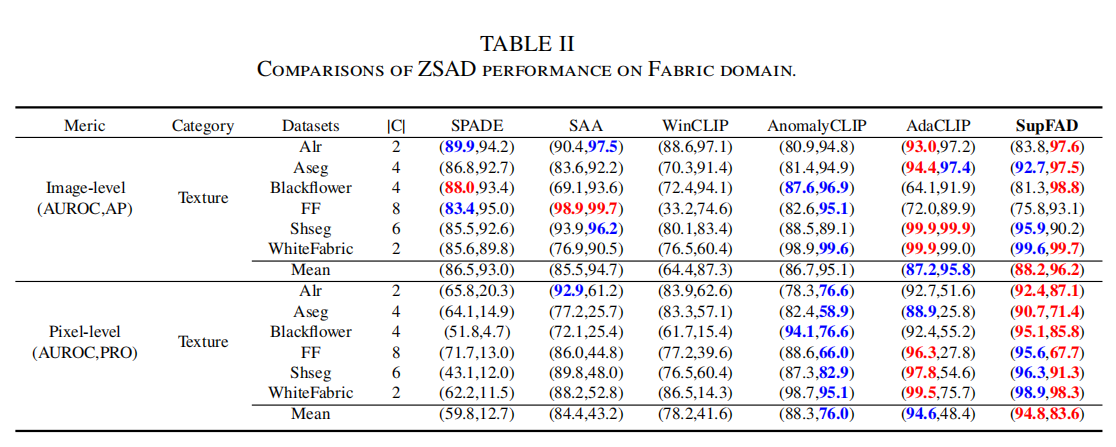 TABLE II
COMPARISONS OF ZSAD PERFORMANCE ON FABRIC DOMAIN.
Meric Category Datasets |C| SPADE SAA WinCLIP AnomalyCLIP AdaCLIP SupFAD
Alr 2 (89.9,94.2) (90.4,97.5) (88.6,97.1) (80.9,94.8) (93.0,97.2) (83.8,97.6)
Aseg 4 (86.8,92.7) (83.6,92.2) (70.3,91.4) (81.4,94.9) (94.4,97.4) (92.7,97.5)
Image-level (AUROC,AP) Texture Blackflower 4 (88.0,93.4) (69.1,93.6) (72.4,94.1) (87.6,96.9) (64.1,91.9) (81.3,98.8)
FF 8 (83.4,95.0) (98.9,99.7) (33.2,74.6) (82.6,95.1) (72.0,89.9) (75.8,93.1)
Shseg 6 (85.5,92.6) (93.9,96.2) (80.1,83.4) (88.5,89.1) (99.9,99.9) (95.9,90.2)
WhiteFabric 2 (85.6,89.8) (76.9,90.5) (76.5,60.4) (98.9,99.6) (99.9,99.0) (99.6,99.7)
Mean (86.5,93.0) (85.5,94.7) (64.4,87.3) (86.7,95.1) (87.2,95.8) (88.2,96.2)
Alr 2 (65.8,20.3) (92.9,61.2) (83.9,62.6) (78.3,76.6) (92.7,51.6) (92.4,87.1)
Aseg 4 (64.1,14.9) (77.2,25.7) (83.3,57.1) (82.4,58.9) (88.9,25.8) (90.7,71.4)
Pixel-level (AUROC,PRO) Texture Blackflower 4 (51.8,4.7) (72.1,25.4) (61.7,15.4) (94.1,76.6) (92.4,55.2) (95.1,85.8)
FF 8 (71.7,13.0) (86.0,44.8) (77.2,39.6) (88.6,66.0) (96.3,27.8) (95.6,67.7)
Shseg 6 (43.1,12.0) (89.8,48.0) (76.5,60.4) (87.3,82.9) (97.8,54.6) (96.3,91.3)
WhiteFabric 2 (62.2,11.5) (88.2,52.8) (86.5,14.3) (98.7,95.1) (99.5,75.7) (98.9,98.3)
Mean (59.8,12.7) (84.4,43.2) (78.2,41.6) (88.3,76.0) (94.6,48.4) (94.8,83.6)